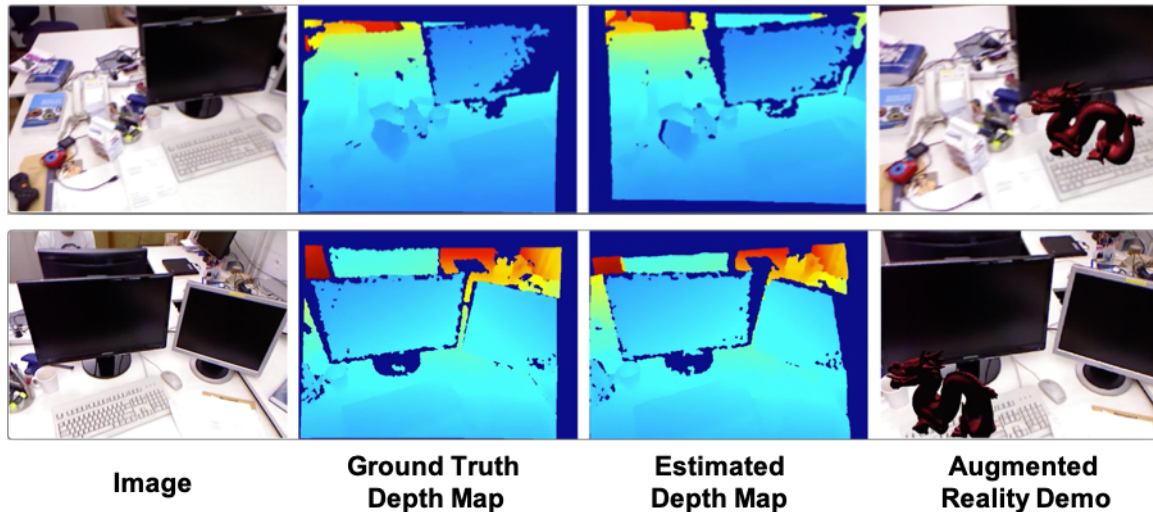 Image
Ground Truth
Depth Map
Estimated
Depth Map
Augmented
Reality Demo